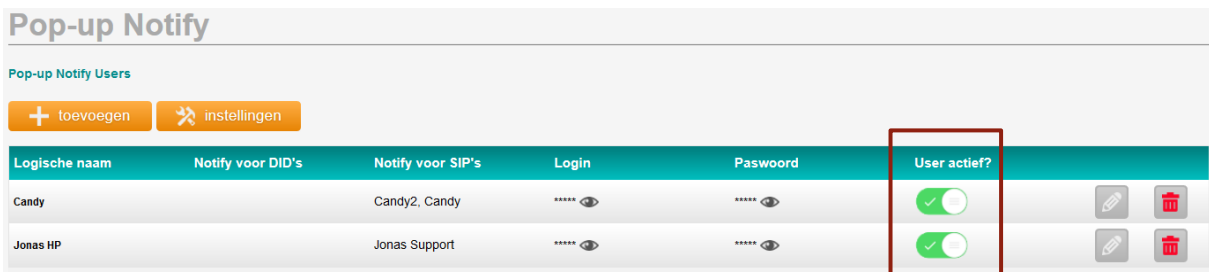 Pop-up Notify
Pop-up Notify Users
toevoegen instellingen
Logische naam Notify voor DID's Notify voor SIP's Login Paswoord User actief?
Candy Candy2, Candy ***** *****
Jonas HP Jonas Support ***** *****